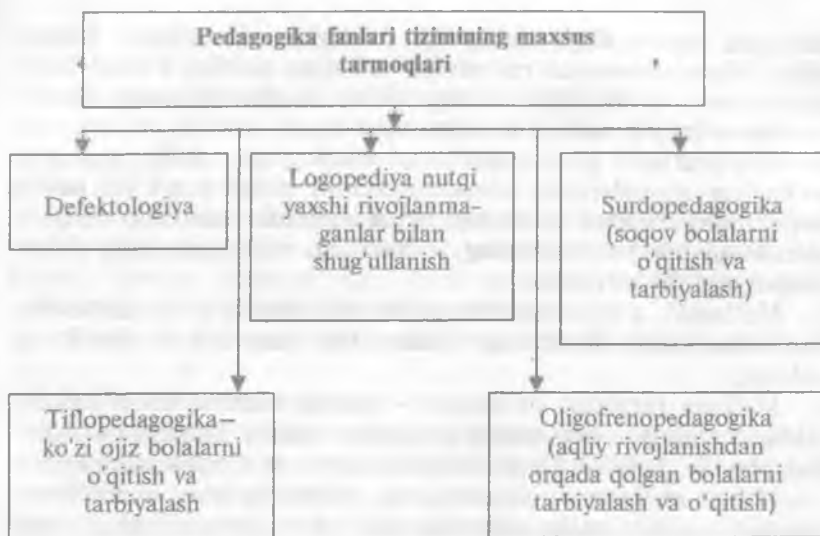 Pedagogika fanlari tizimining maxsus
tarmoqlari
Defektologiya
Logopediya nutqi
yaxshi rivojlanma-
ganlar bilan
shug‘ullanish
Surdopedagogika
(soqov bolalarni
o‘qitish va
tarbiyalash)
Tiflopedagogika–
ko‘zi ojiz bolalarni
o‘qitish va
tarbiyalash
Oligofrenopedagogika
(aqliy rivojlanishdan
orqada qolgan bolalarni
tarbiyalash va o‘qitish)